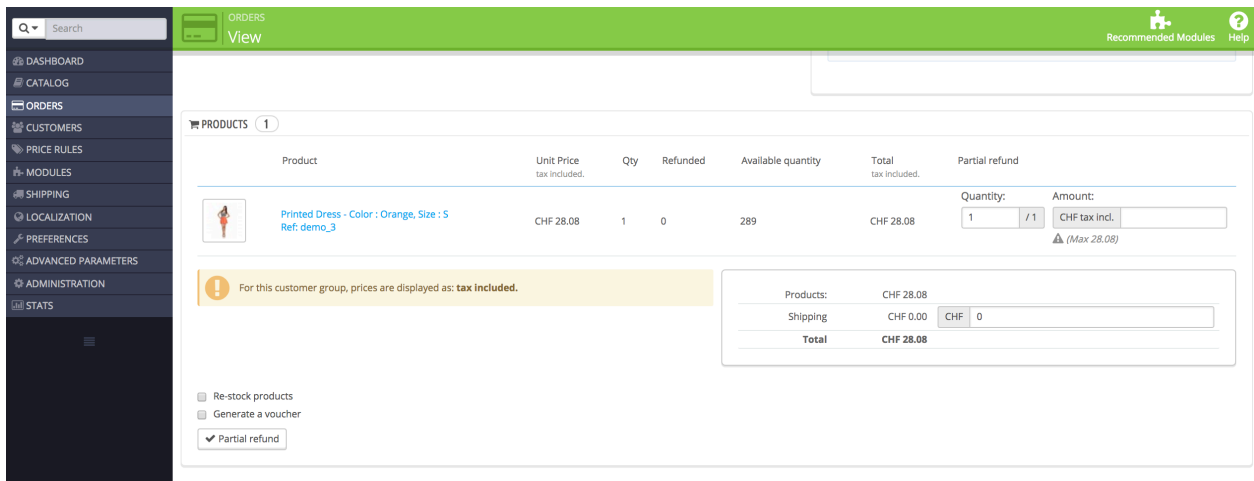 Search
ORDERS
View
Recommended Modules
Help
DASHBOARD
CATALOG
ORDERS
CUSTOMERS
PRICE RULES
MODULES
SHIPPING
LOCALIZATION
PREFERENCES
ADVANCED PARAMETERS
ADMINISTRATION
STATS
PRODUCTS 1
Product Unit Price Qty Refunded Available quantity Total Partial refund
tax included. tax included.
Quantity: Amount:
Printed Dress - Color : Orange, Size : S
Ref: demo_3
CHF 28.08 1 0 289 CHF 28.08 1 / 1 CHF tax incl.
(Max 28.08)
For this customer group, prices are displayed as: tax included.
Products: CHF 28.08
Shipping CHF 0.00 CHF 0
Total CHF 28.08
Re-stock products
Generate a voucher
Partial refund